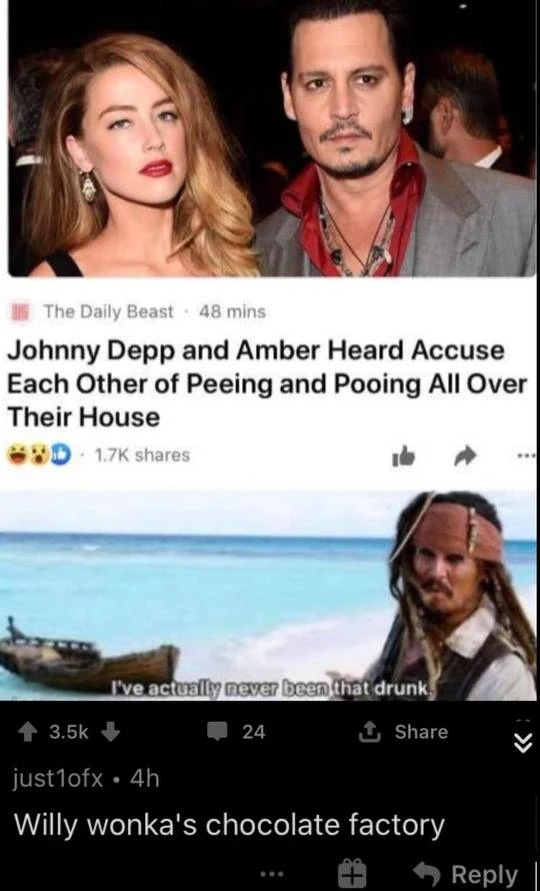 The Daily Beast · 48 mins
Johnny Depp and Amber Heard Accuse
Each Other of Peeing and Pooing All Over
Their House
· 1.7K shares
I've actually never been that drunk.
3.5k
24
Share
just1ofx • 4h
Willy wonka's chocolate factory
Reply